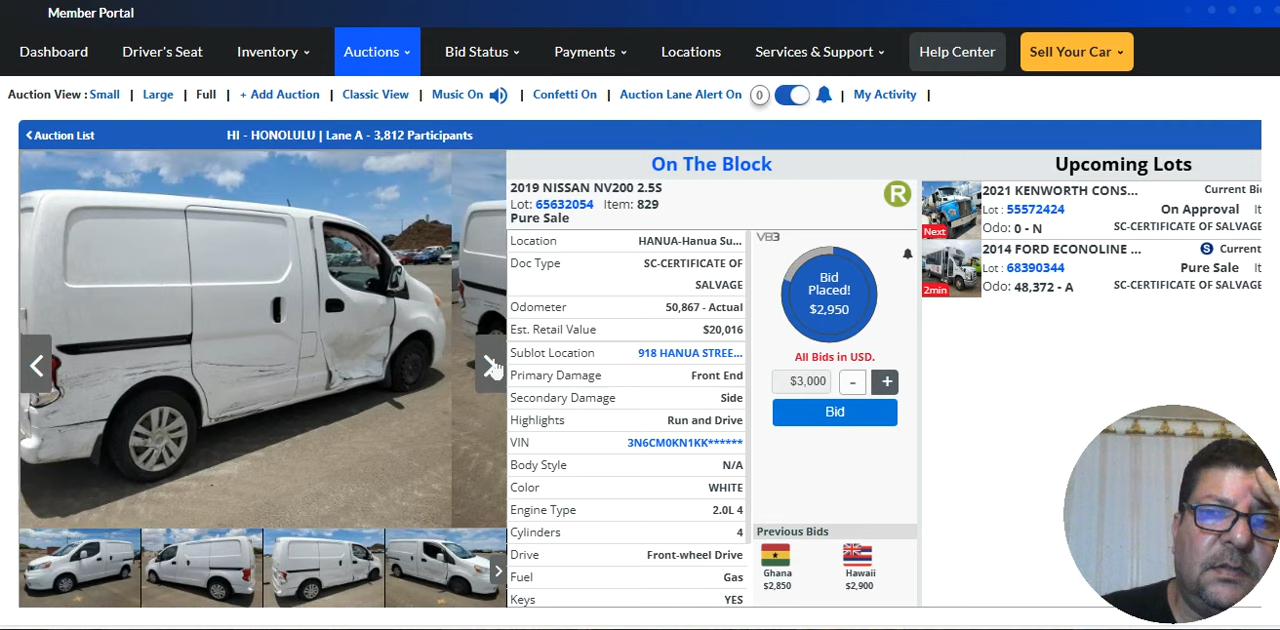 Member Portal
Dashboard Driver's Seat Inventory Auctions Bid Status Payments Locations Services & Support Help Center Sell Your Car
Auction View : Small | Large | Full | + Add Auction | Classic View | Music On | Confetti On | Auction Lane Alert On 0 | My Activity |
Auction List HI - HONOLULU | Lane A - 3,812 Participants
On The Block
2019 NISSAN NV200 2.5S
Lot: 65632054 Item: 829
Pure Sale
R
Location HANUA-Hanua Su...
Doc Type SC-CERTIFICATE OF
SALVAGE
Odometer 50,867 - Actual
Est. Retail Value $20,016
Sublot Location 918 HANUA STREE...
Primary Damage Front End
Secondary Damage Side
Highlights Run and Drive
VIN 3N6CM0KN1KK******
Body Style N/A
Color WHITE
Engine Type 2.0L 4
Cylinders 4
Drive Front-wheel Drive
Fuel Gas
Keys YES
VB3
Bid
Placed!
$2,950
All Bids in USD.
$3,000 - +
Bid
Previous Bids
Ghana Hawaii
$2,850 $2,900
Upcoming Lots
2021 KENWORTH CONS... Current Bi
Lot : 55572424 On Approval It
Next Odo: 0 - N SC-CERTIFICATE OF SALVAGE
2014 FORD ECONOLINE ... S Current
Lot : 68390344 Pure Sale It
2min Odo: 48,372 - A SC-CERTIFICATE OF SALVAGE